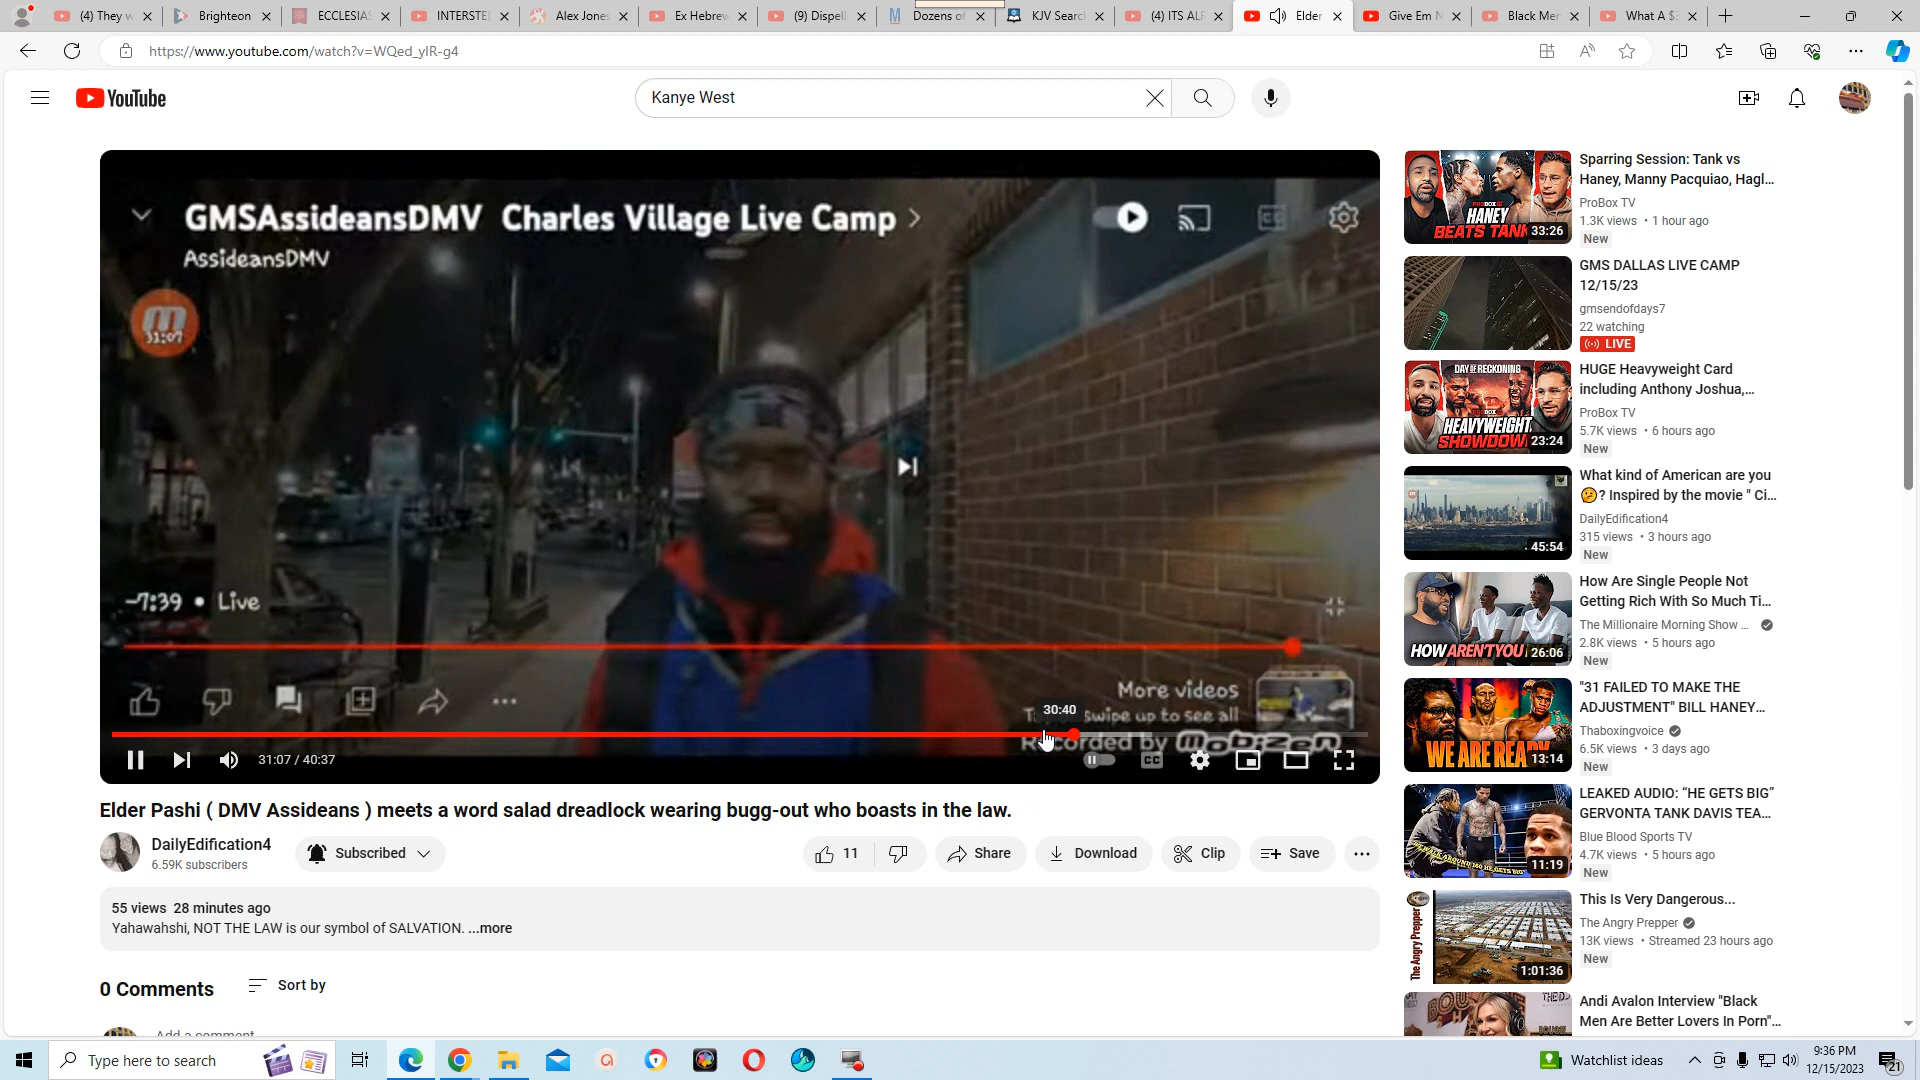 (4) They w
Brighteon
ECCLESIAS
INTERSTEL
Alex Jones
Ex Hebrew
(9) Dispell
Dozens of
KJV Searc
(4) ITS ALF
Elder
Give Em N
Black Mer
What A $
https://www.youtube.com/watch?v=WQed_yIR-g4
YouTube
Kanye West
GMSAssideansDMV Charles Village Live Camp
AssideansDMV
31:07
-7:39 • Live
More videos
swipe up to see all
Recorded by Mobizen
30:40
31:07 / 40:37
CC
Elder Pashi ( DMV Assideans ) meets a word salad dreadlock wearing bugg-out who boasts in the law.
DailyEdification4
6.59K subscribers
Subscribed
11
Share
Download
Clip
Save
55 views 28 minutes ago
Yahawahshi, NOT THE LAW is our symbol of SALVATION. ...more
0 Comments
Sort by
Add a comment
HANEY
BEATS TANK
33:26
Sparring Session: Tank vs
Haney, Manny Pacquiao, Hagl...
ProBox TV
1.3K views • 1 hour ago
New
GMS DALLAS LIVE CAMP
12/15/23
gmsendofdays7
22 watching
LIVE
DAY OF RECKONING
HEAVYWEIGHT
SHOWDOWN
23:24
HUGE Heavyweight Card
including Anthony Joshua,...
ProBox TV
5.7K views • 6 hours ago
New
45:54
What kind of American are you
? Inspired by the movie " Ci...
DailyEdification4
315 views • 3 hours ago
New
HOW AREN'T YOU
26:06
How Are Single People Not
Getting Rich With So Much Ti...
The Millionaire Morning Show ...
2.8K views • 5 hours ago
New
WE ARE READY
13:14
"31 FAILED TO MAKE THE
ADJUSTMENT" BILL HANEY...
Thaboxingvoice
6.5K views • 3 days ago
New
11:19
LEAKED AUDIO: “HE GETS BIG”
GERVONTA TANK DAVIS TEA...
Blue Blood Sports TV
4.7K views • 5 hours ago
New
The Angry Prepper
1:01:36
This Is Very Dangerous...
The Angry Prepper
13K views • Streamed 23 hours ago
New
Andi Avalon Interview "Black
Men Are Better Lovers In Porn"...
Type here to search
Watchlist ideas
9:36 PM
12/15/2023
21